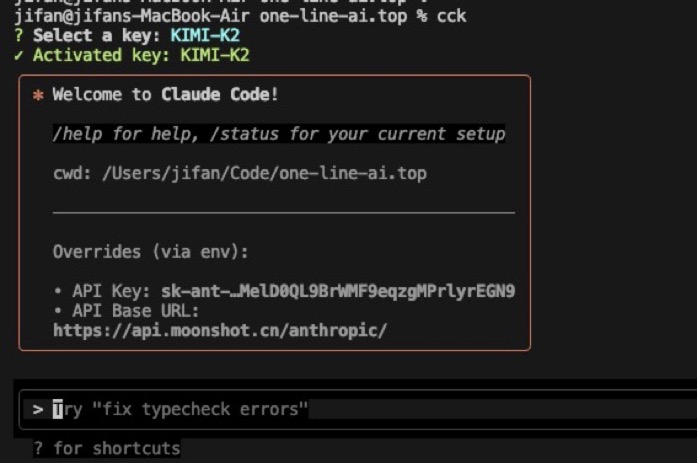 jifan@jifans-MacBook-Air one-line-ai.top % cck
? Select a key: KIMI-K2
✓ Activated key: KIMI-K2
* Welcome to Claude Code!
/help for help, /status for your current setup
cwd: /Users/jifan/Code/one-line-ai.top
Overrides (via env):
• API Key: sk-ant-…MelD0QL9BrWMF9eqzgMPrlyrEGN9
• API Base URL:
https://api.moonshot.cn/anthropic/
> Try "fix typecheck errors"
? for shortcuts